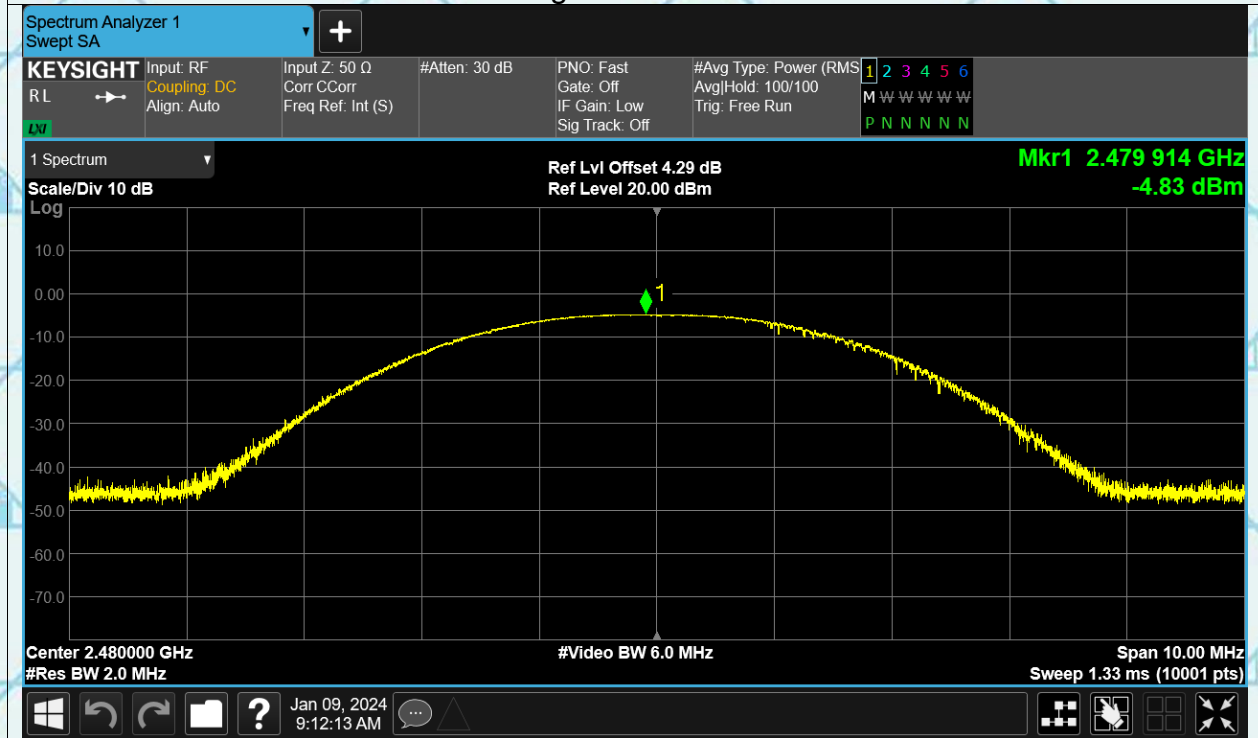 Spectrum Analyzer 1
Swept SA
KEYSIGHT
RL
LXI
Input: RF
Coupling: DC
Align: Auto
Input Z: 50 Ω
Corr CCorr
Freq Ref: Int (S)
#Atten: 30 dB
PNO: Fast
Gate: Off
IF Gain: Low
Sig Track: Off
#Avg Type: Power (RMS
Avg|Hold: 100/100
Trig: Free Run
1 2 3 4 5 6
M W W W W W
P N N N N N
1 Spectrum
Scale/Div 10 dB
Log
Ref Lvl Offset 4.29 dB
Ref Level 20.00 dBm
Mkr1 2.479 914 GHz
-4.83 dBm
10.0
0.00
1
-10.0
-20.0
-30.0
-40.0
-50.0
-60.0
-70.0
Center 2.480000 GHz
#Res BW 2.0 MHz
#Video BW 6.0 MHz
Span 10.00 MHz
Sweep 1.33 ms (10001 pts)
?
Jan 09, 2024
9:12:13 AM